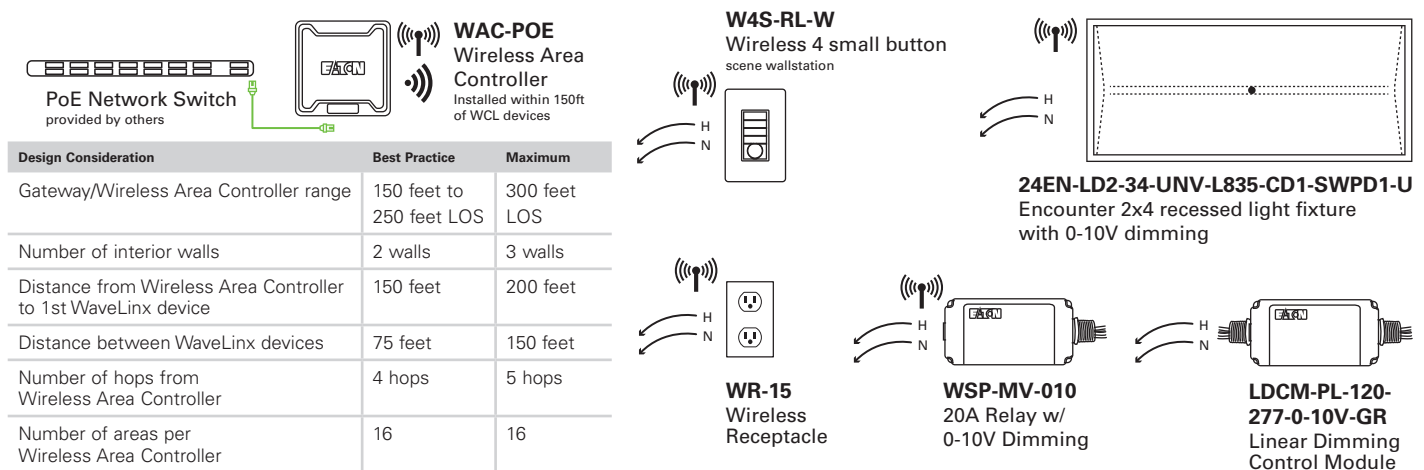 PoE Network Switch
provided by others
EATON
WAC-POE
Wireless Area
Controller
Installed within 150ft
of WCL devices
Design Consideration Best Practice Maximum
Gateway/Wireless Area Controller range 150 feet to 300 feet
250 feet LOS LOS
Number of interior walls 2 walls 3 walls
Distance from Wireless Area Controller 150 feet 200 feet
to 1st WaveLinx device
Distance between WaveLinx devices 75 feet 150 feet
Number of hops from 4 hops 5 hops
Wireless Area Controller
Number of areas per 16 16
Wireless Area Controller
W4S-RL-W
Wireless 4 small button
scene wallstation
H
N
H
N
24EN-LD2-34-UNV-L835-CD1-SWPD1-U
Encounter 2x4 recessed light fixture
with 0-10V dimming
H
N
WR-15
Wireless
Receptacle
H
N
EATON
WSP-MV-010
20A Relay w/
0-10V Dimming
H
N
EATON
LDCM-PL-120-
277-0-10V-GR
Linear Dimming
Control Module